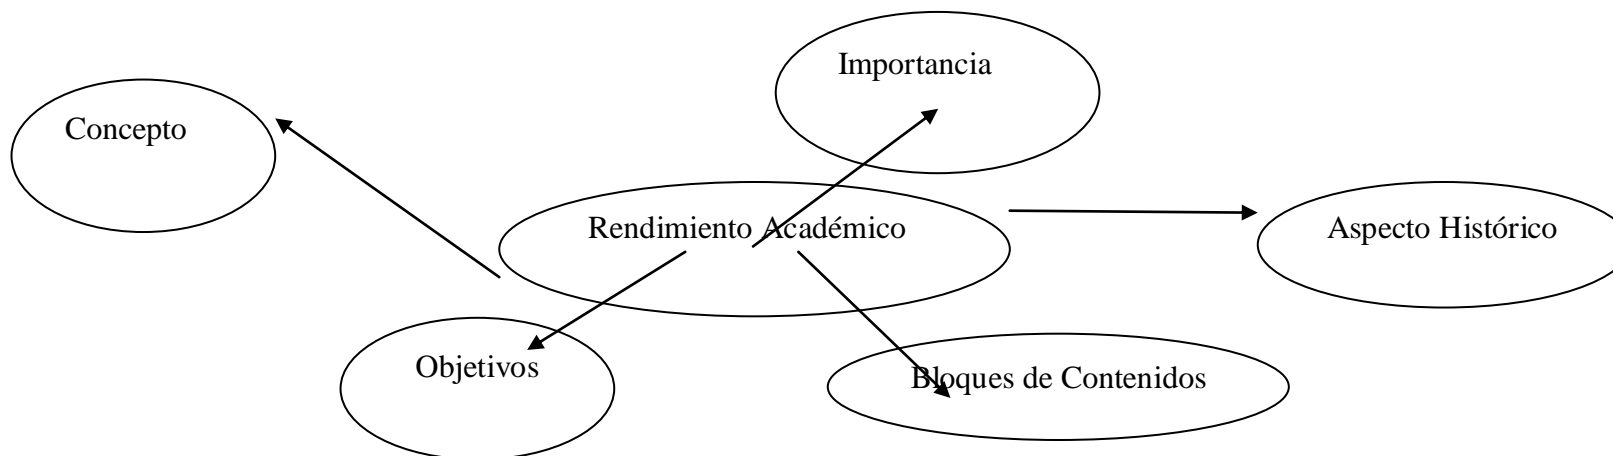 Importancia
Concepto
Rendimiento Académico
Aspecto Histórico
Objetivos
Bloques de Contenidos